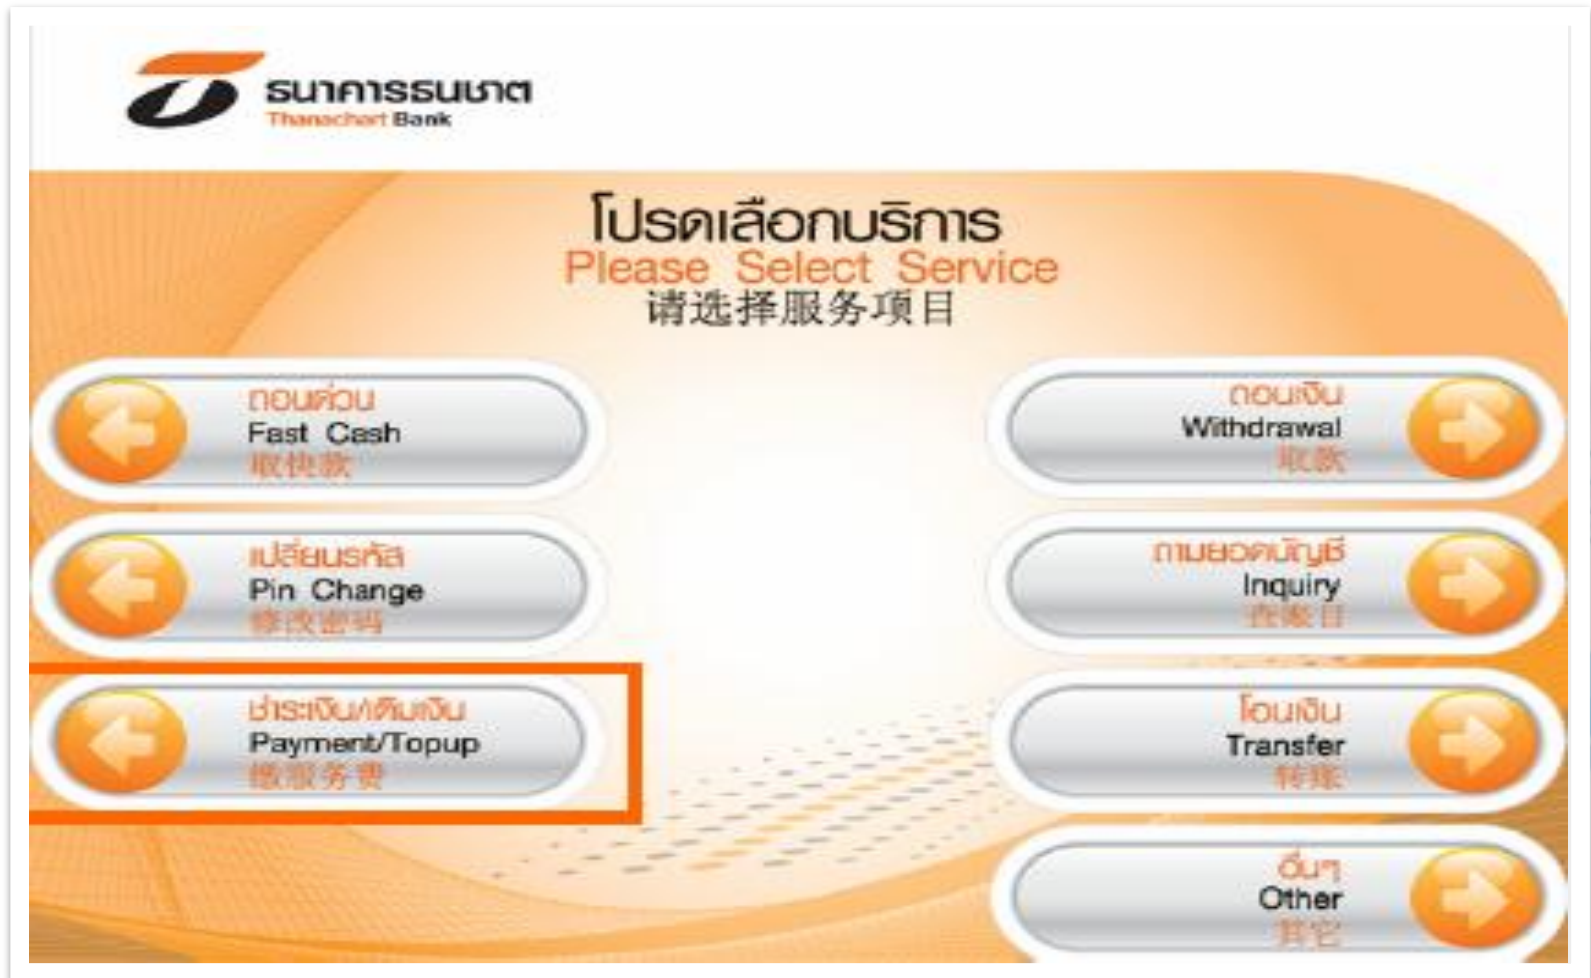 ธนาคารธนชาต
Thanachart Bank
โปรดเลือกบริการ
Please Select Service
请选择服务项目
ถอนด่วน
Fast Cash
取快款
ถอนเงิน
Withdrawal
取款
เปลี่ยนรหัส
Pin Change
修改密码
ถามยอดบัญชี
Inquiry
查账目
ชำระเงิน/เติมเงิน
Payment/Topup
缴服务费
โอนเงิน
Transfer
转账
อื่นๆ
Other
其它